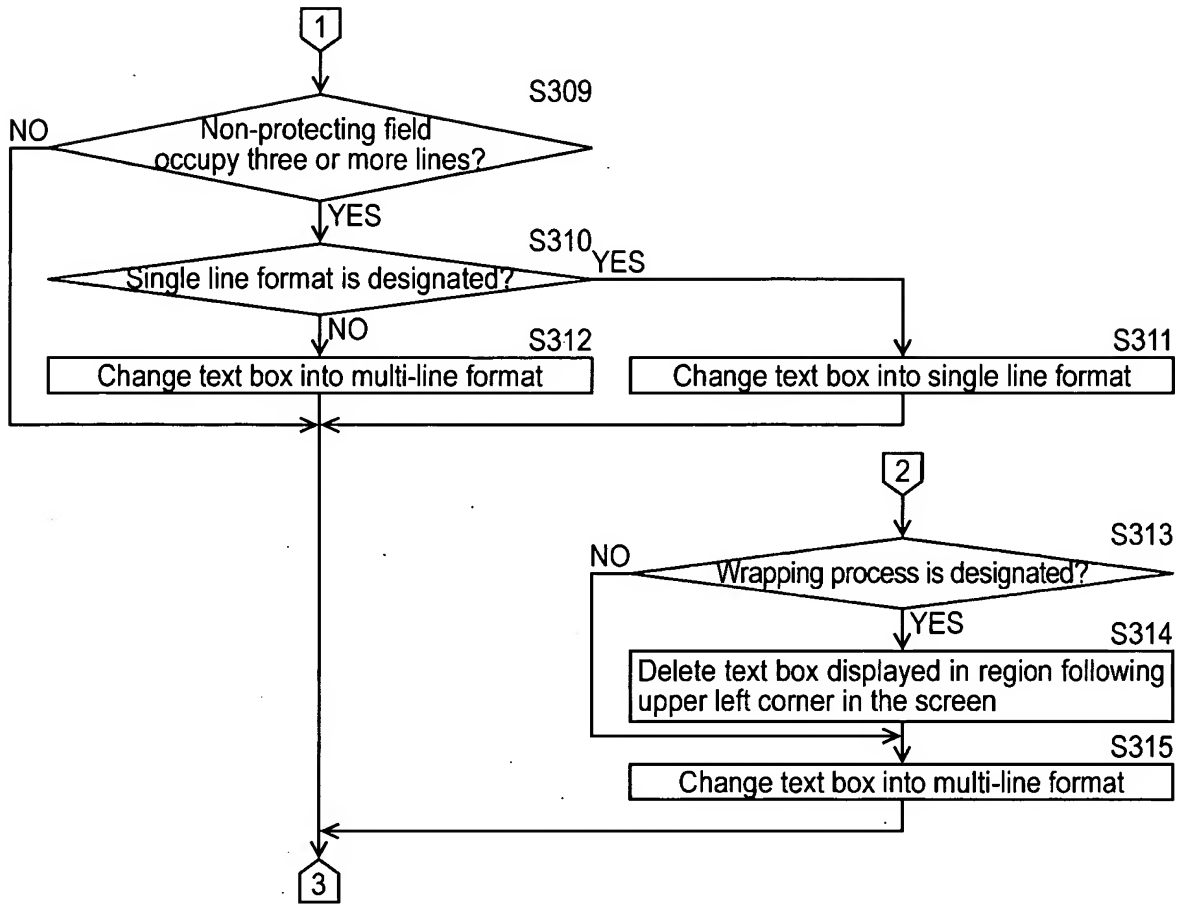 1
S309
NO
Non-protecting field
occupy three or more lines?
YES
S310
YES
Single line format is designated?
NO
S312
S311
Change text box into multi-line format
Change text box into single line format
2
S313
NO
Wrapping process is designated?
YES
S314
Delete text box displayed in region following
upper left corner in the screen
S315
Change text box into multi-line format
3